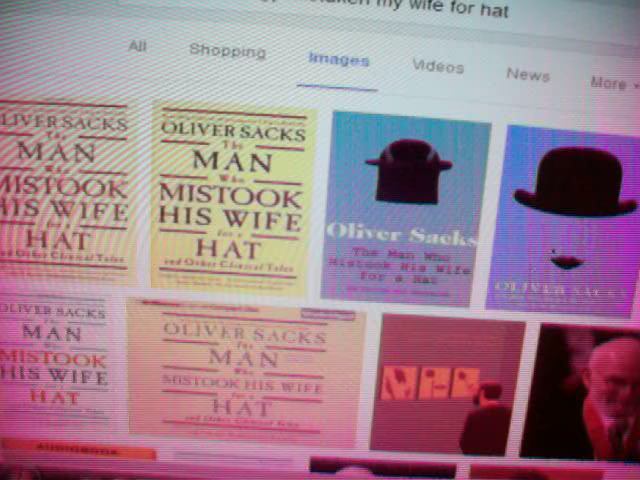 my wife for hat
All Shopping Images Videos News More
OLIVER SACKS
The
MAN
Who
MISTOOK
HIS WIFE
for a
HAT
and Other Clinical Tales
OLIVER SACKS
The
MAN
Who
MISTOOK
HIS WIFE
for a
HAT
and Other Clinical Tales
Oliver Sacks
The Man Who
Mistook His Wife
for a Hat
OLIVER SACKS
OLIVER SACKS
MAN
MISTOOK
HIS WIFE
HAT
OLIVER SACKS
The
MAN
Who
MISTOOK HIS WIFE
for a
HAT
and Other Clinical Tales
AUDIOBOOK